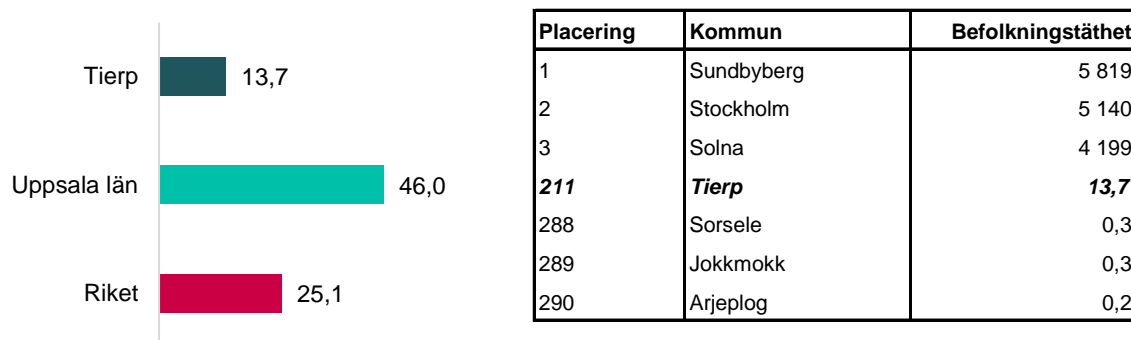 Tierp 13,7
Uppsala län 46,0
Riket 25,1
Placering Kommun Befolkningstäthet
1 Sundbyberg 5 819
2 Stockholm 5 140
3 Solna 4 199
211 Tierp 13,7
288 Sorsele 0,3
289 Jokkmokk 0,3
290 Arjeplog 0,2